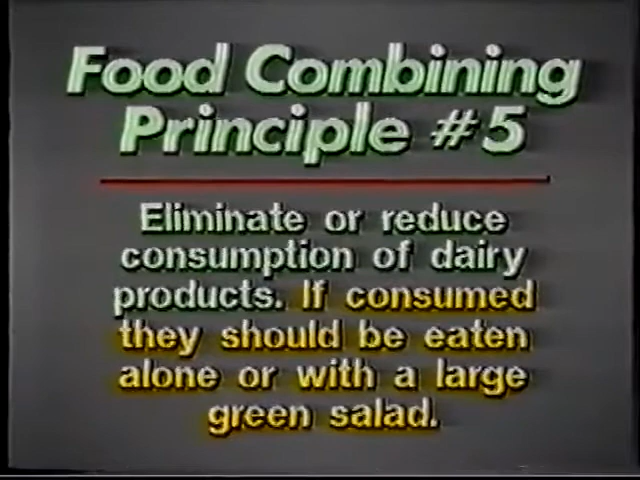 Food Combining
Principle #5
Eliminate or reduce
consumption of dairy
products. If consumed
they should be eaten
alone or with a large
green salad.